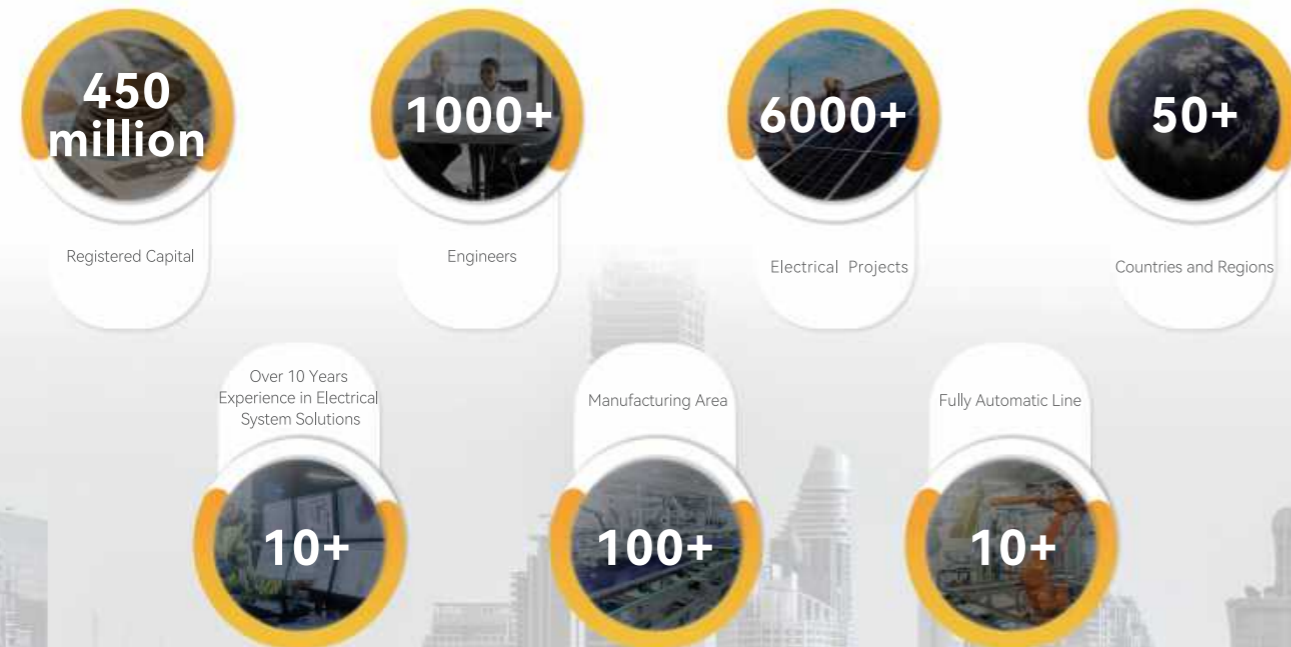 450
million
Registered Capital
1000+
Engineers
6000+
Electrical Projects
50+
Countries and Regions
Over 10 Years
Experience in Electrical
System Solutions
10+
Manufacturing Area
100+
Fully Automatic Line
10+